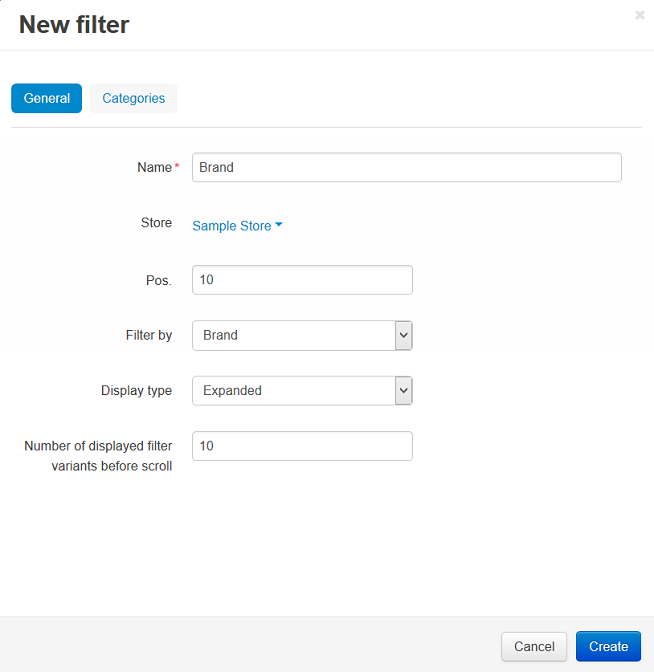 New filter
General
Categories
Name *
Brand
Store
Sample Store
Pos.
10
Filter by
Brand
Display type
Expanded
Number of displayed filter
variants before scroll
10
Cancel
Create